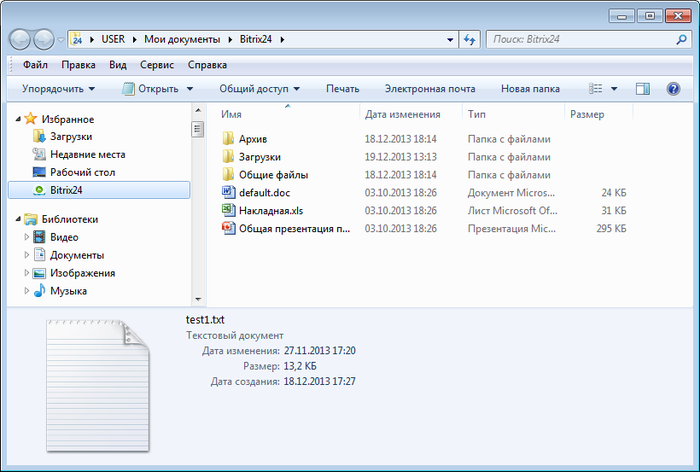 24 USER Мои документы Bitrix24 Поиск: Bitrix24
Файл Правка Вид Сервис Справка
Упорядочить Открыть Общий доступ Печать Электронная почта Новая папка
Избранное
Загрузки
Недавние места
Рабочий стол
Bitrix24
Библиотеки
Видео
Документы
Изображения
Музыка
Имя Дата изменения Тип Размер
Архив 18.12.2013 18:14 Папка с файлами
Загрузки 19.12.2013 13:13 Папка с файлами
Общие файлы 18.12.2013 18:14 Папка с файлами
default.doc 03.10.2013 18:26 Документ Micros... 24 КБ
Накладная.xls 03.10.2013 18:26 Лист Microsoft Of... 31 КБ
Общая презентация п... 03.10.2013 18:26 Презентация Mic... 295 КБ
test1.txt
Текстовый документ
Дата изменения: 27.11.2013 17:20
Размер: 13,2 КБ
Дата создания: 18.12.2013 17:27